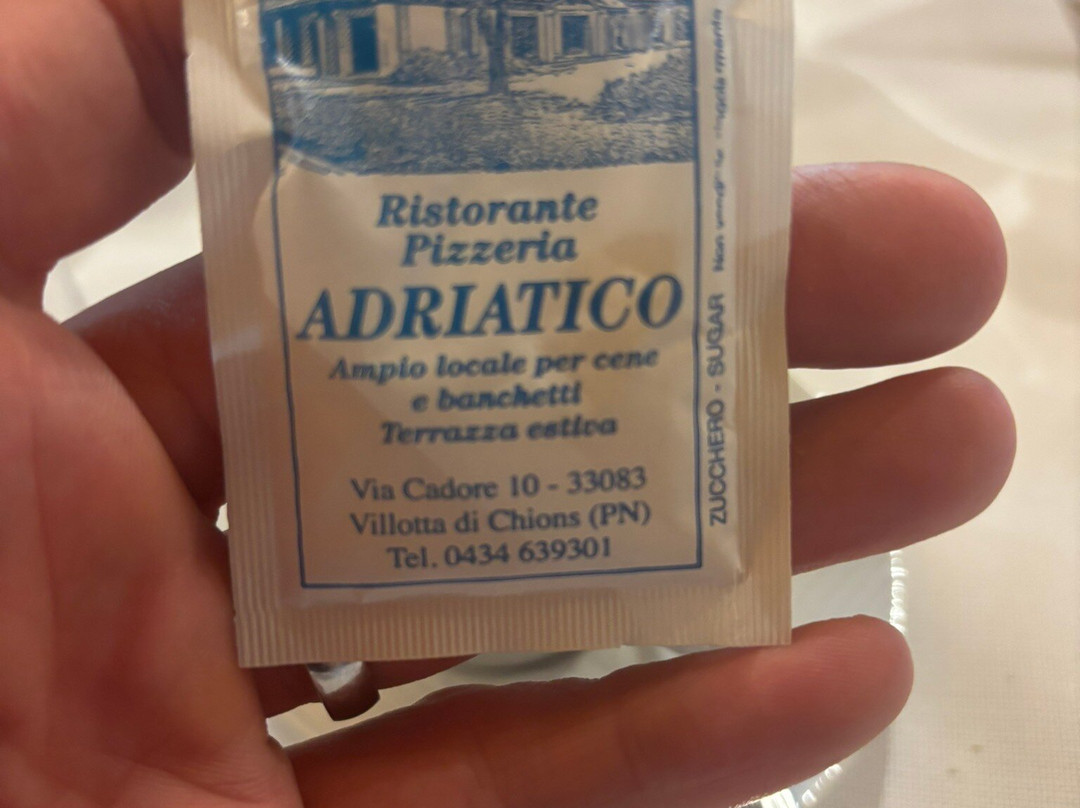 Ristorante
Pizzeria
ADRIATICO
Ampio locale per cene
e banchetti
Terrazza estiva
Via Cadore 10 - 33083
Villotta di Chions (PN)
Tel. 0434 639301
ZUCCHERO - SUGAR Non